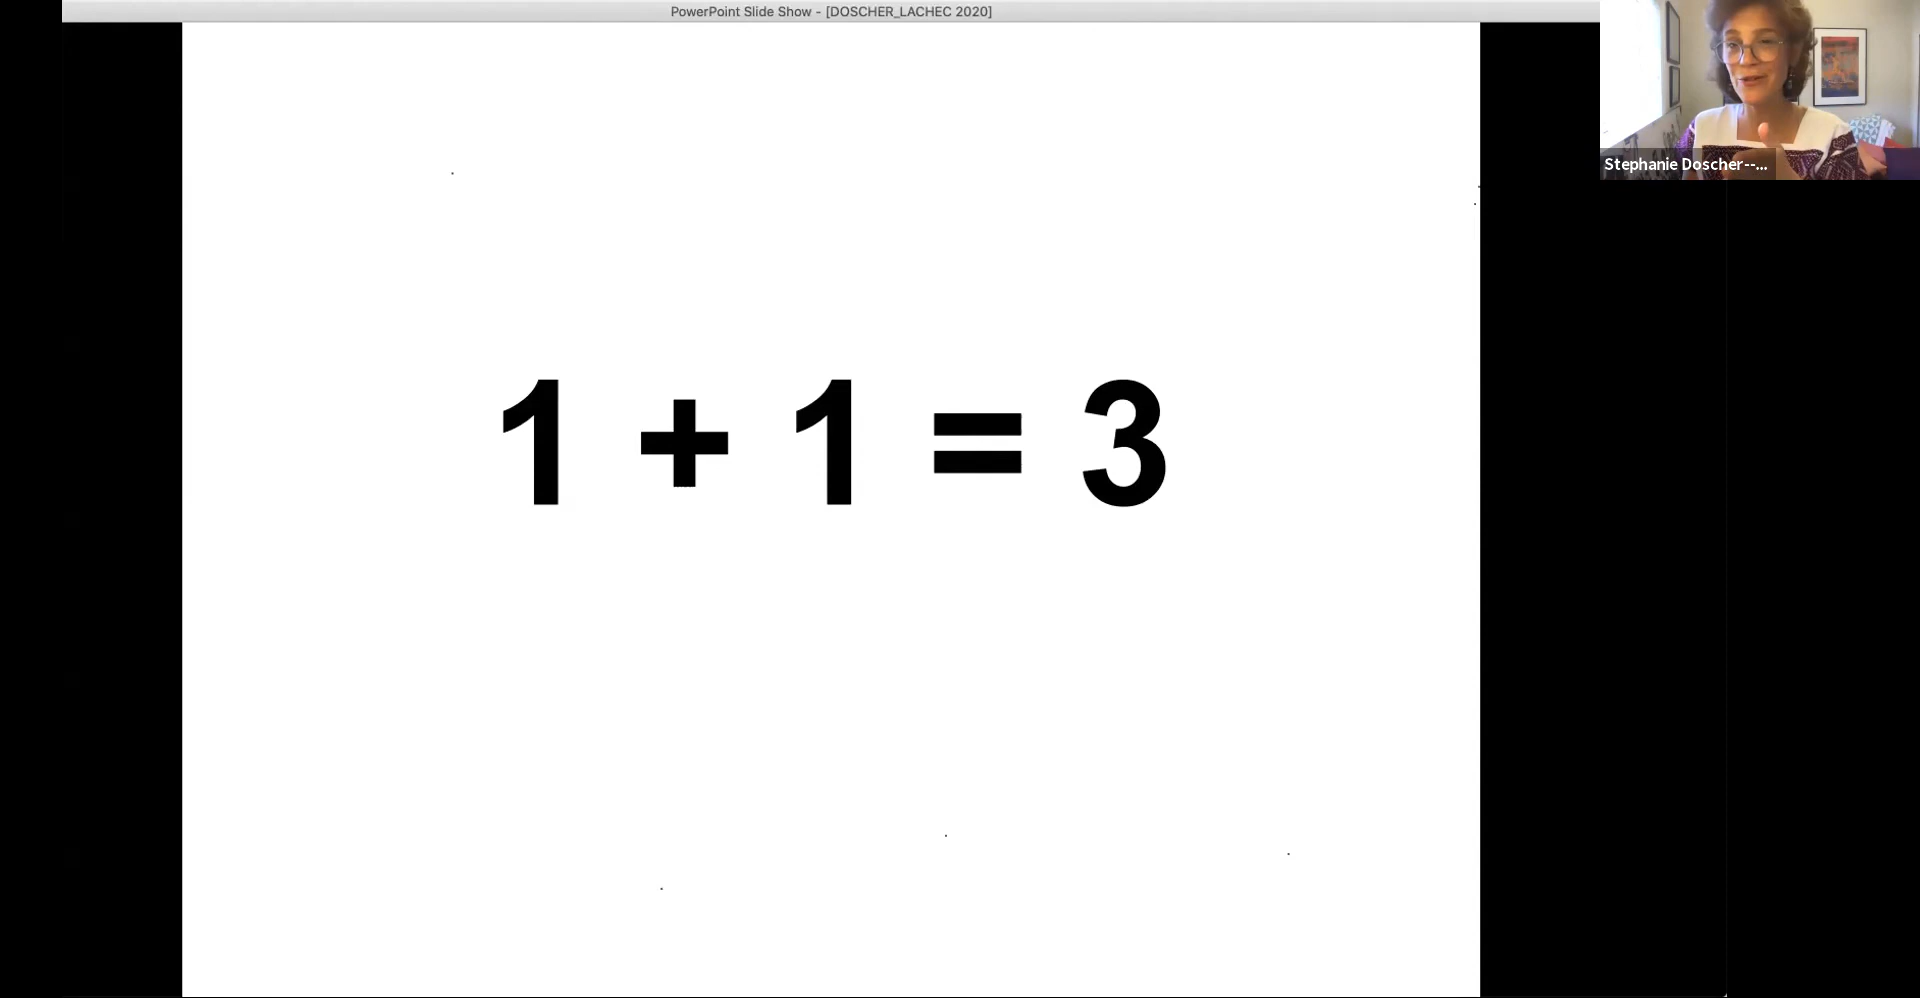 PowerPoint Slide Show - [DOSCHER_LACHEC 2020]
Stephanie Doscher--...
1 + 1 = 3